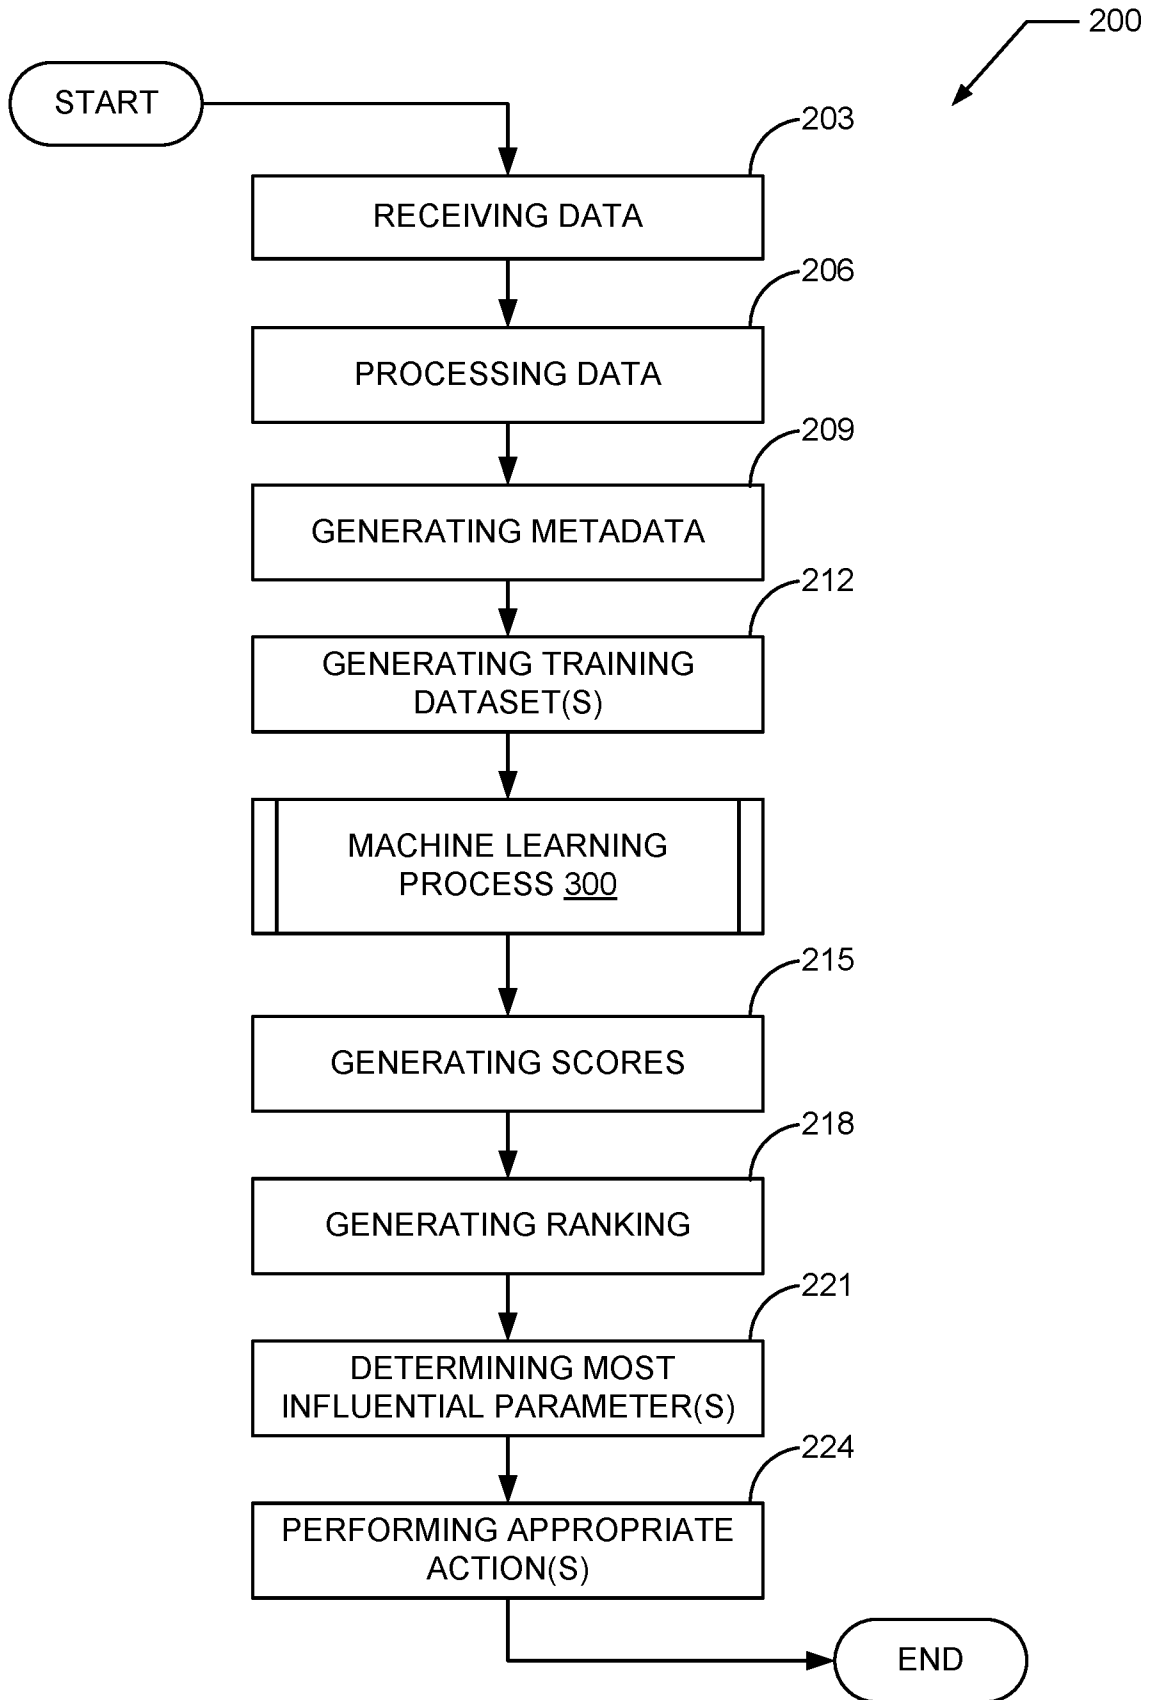 200
START
203
RECEIVING DATA
206
PROCESSING DATA
209
GENERATING METADATA
212
GENERATING TRAINING
DATASET(S)
MACHINE LEARNING
PROCESS 300
215
GENERATING SCORES
218
GENERATING RANKING
221
DETERMINING MOST
INFLUENTIAL PARAMETER(S)
224
PERFORMING APPROPRIATE
ACTION(S)
END